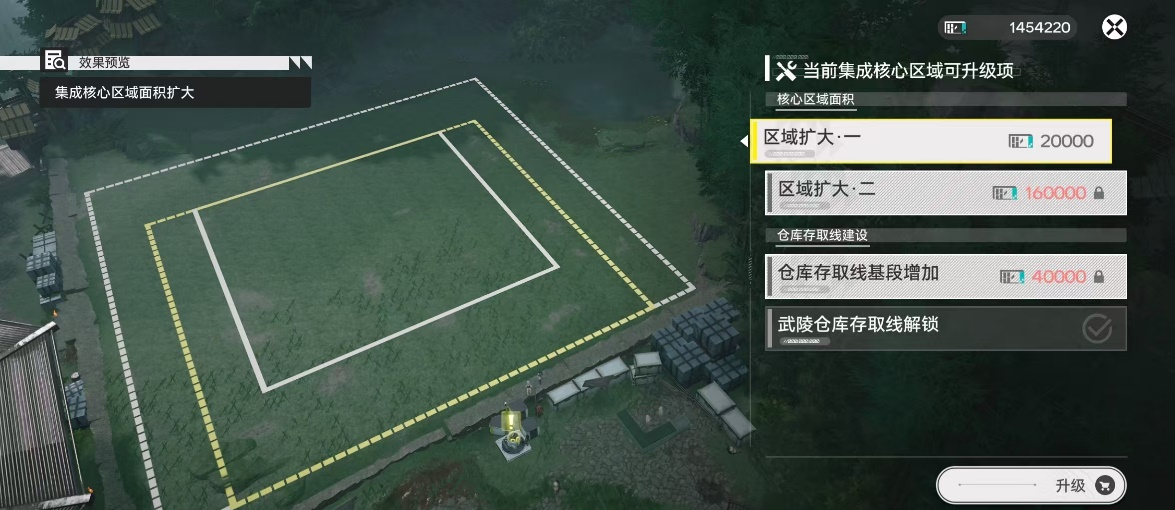 1454220
效果预览
集成核心区域面积扩大
当前集成核心区域可升级项
核心区域面积
区域扩大·一 20000
区域扩大·二 160000
仓库存取线建设
仓库存取线基段增加 40000
武陵仓库存取线解锁
升级